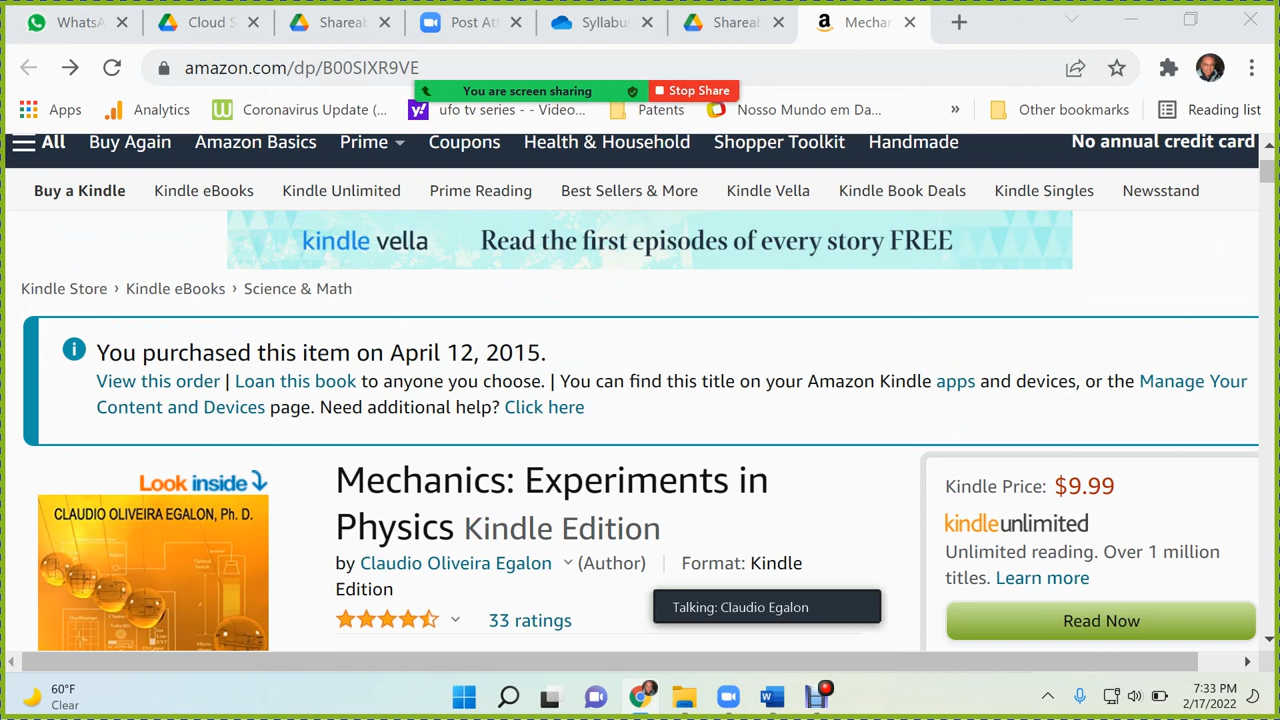 WhatsA
Cloud S
Shareab
Post Att
Syllabu
Shareab
Mechar
amazon.com/dp/B00SIXR9VE
You are screen sharing
Stop Share
Apps
Analytics
Coronavirus Update (...
ufo tv series - - Video...
Patents
Nosso Mundo em Da...
»
Other bookmarks
Reading list
All Buy Again Amazon Basics Prime Coupons Health & Household Shopper Toolkit Handmade No annual credit card
Buy a Kindle Kindle eBooks Kindle Unlimited Prime Reading Best Sellers & More Kindle Vella Kindle Book Deals Kindle Singles Newsstand
kindle vella Read the first episodes of every story FREE
Kindle Store › Kindle eBooks › Science & Math
You purchased this item on April 12, 2015.
View this order | Loan this book to anyone you choose. | You can find this title on your Amazon Kindle apps and devices, or the Manage Your
Content and Devices page. Need additional help? Click here
Look inside
CLAUDIO OLIVEIRA EGALON, Ph. D.
Mechanics: Experiments in
Physics Kindle Edition
by Claudio Oliveira Egalon (Author) | Format: Kindle
Edition
33 ratings
Talking: Claudio Egalon
Kindle Price: $9.99
kindleunlimited
Unlimited reading. Over 1 million
titles. Learn more
Read Now
60°F
Clear
7:33 PM
2/17/2022